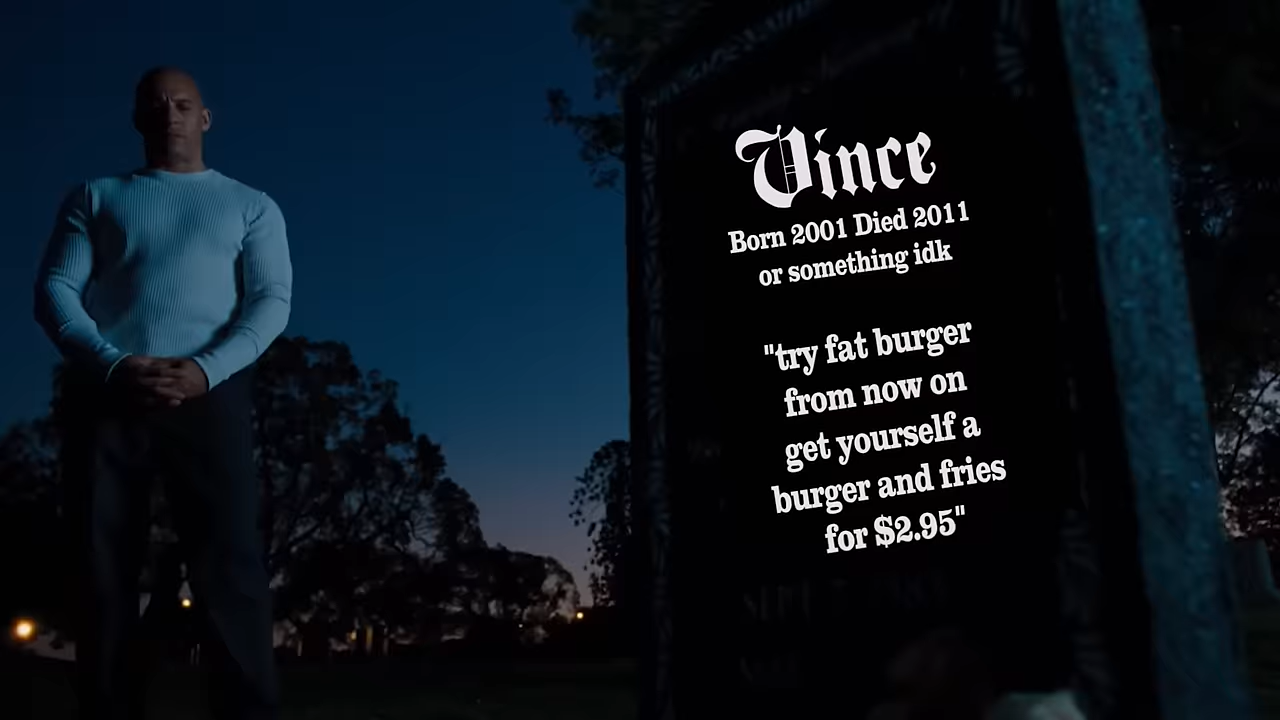 Vince
Born 2001 Died 2011
or something idk
"try fat burger
from now on
get yourself a
burger and fries
for $2.95"